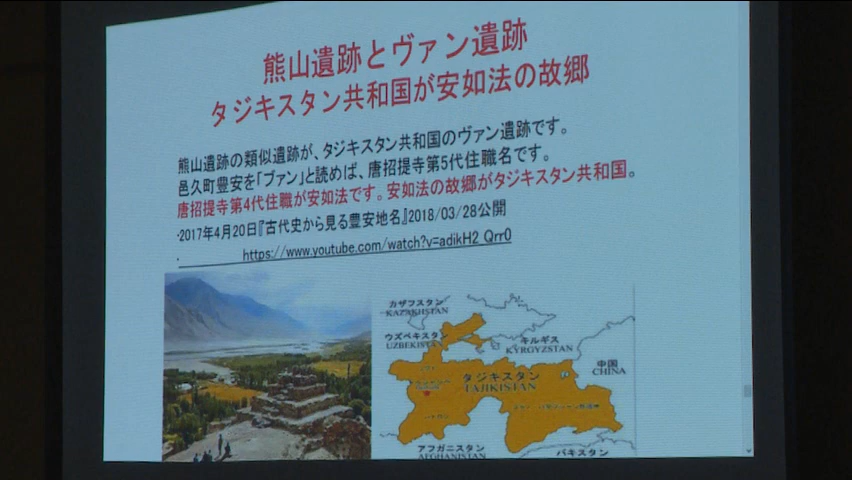 熊山遺跡とヴァン遺跡
タジキスタン共和国が安如法の故郷
熊山遺跡の類似遺跡が、タジキスタン共和国のヴァン遺跡です。
邑久町豊安を「ブァン」と読めば、唐招提寺第5代住職名です。
唐招提寺第4代住職が安如法です。安如法の故郷がタジキスタン共和国。
・2017年4月20日『古代史から見る豊安地名』2018/03/28公開
https://www.youtube.com/watch?v=adikH2_Qrr0
カザフスタン
KAZAKHSTAN
ウズベキスタン
UZBEKISTAN
キルギス
KYRGYZSTAN
中国
CHINA
タジキスタン
TAJIKISTAN
アフガニスタン
AFGHANISTAN
パキスタン